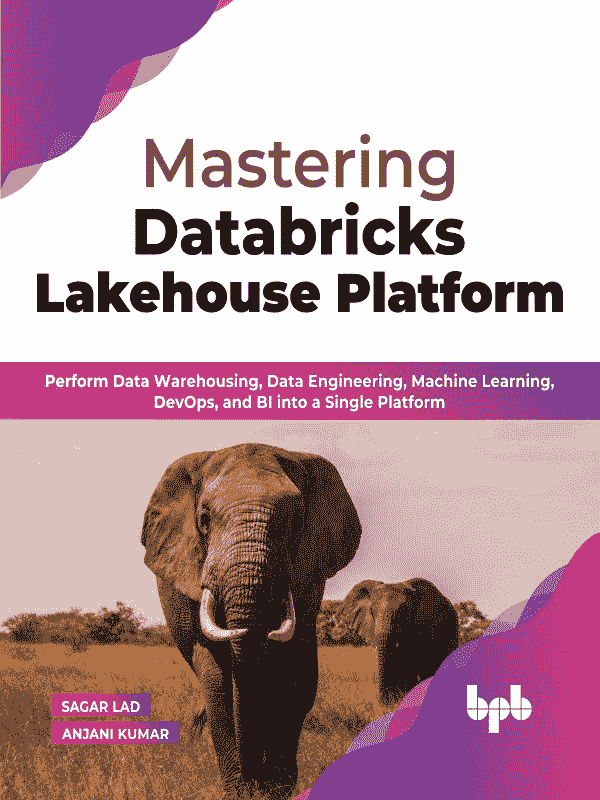 Mastering
Databricks
Lakehouse Platform
Perform Data Warehousing, Data Engineering, Machine Learning,
DevOps, and BI into a Single Platform
SAGAR LAD
ANJANI KUMAR
bpb